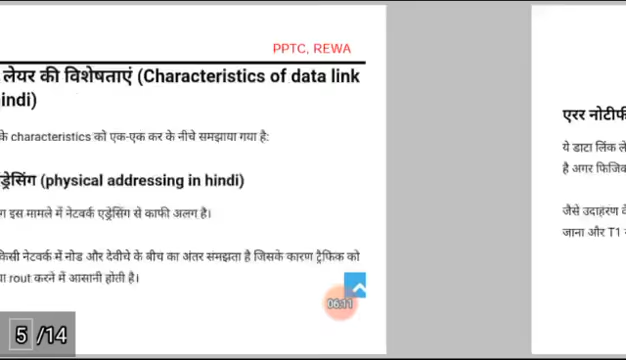 PPTC, REWA
लेयर की विशेषताएं (Characteristics of data link
indi)
के characteristics को एक-एक कर के नीचे समझाया गया है:
ड्रेसिंग (physical addressing in hindi)
ग इस मामले में नेटवर्क एड्रेसिंग से काफी अलग है।
किसी नेटवर्क में नोड और देवीचे के बीच का अंतर समझता है जिसके कारण ट्रैफिक को
या rout करने में आसानी होती है।
06:11
5 /14
एरर नोटीफी
ये डाटा लिंक ले
है अगर फिजिक
जैसे उदाहरण के
जाना और T1